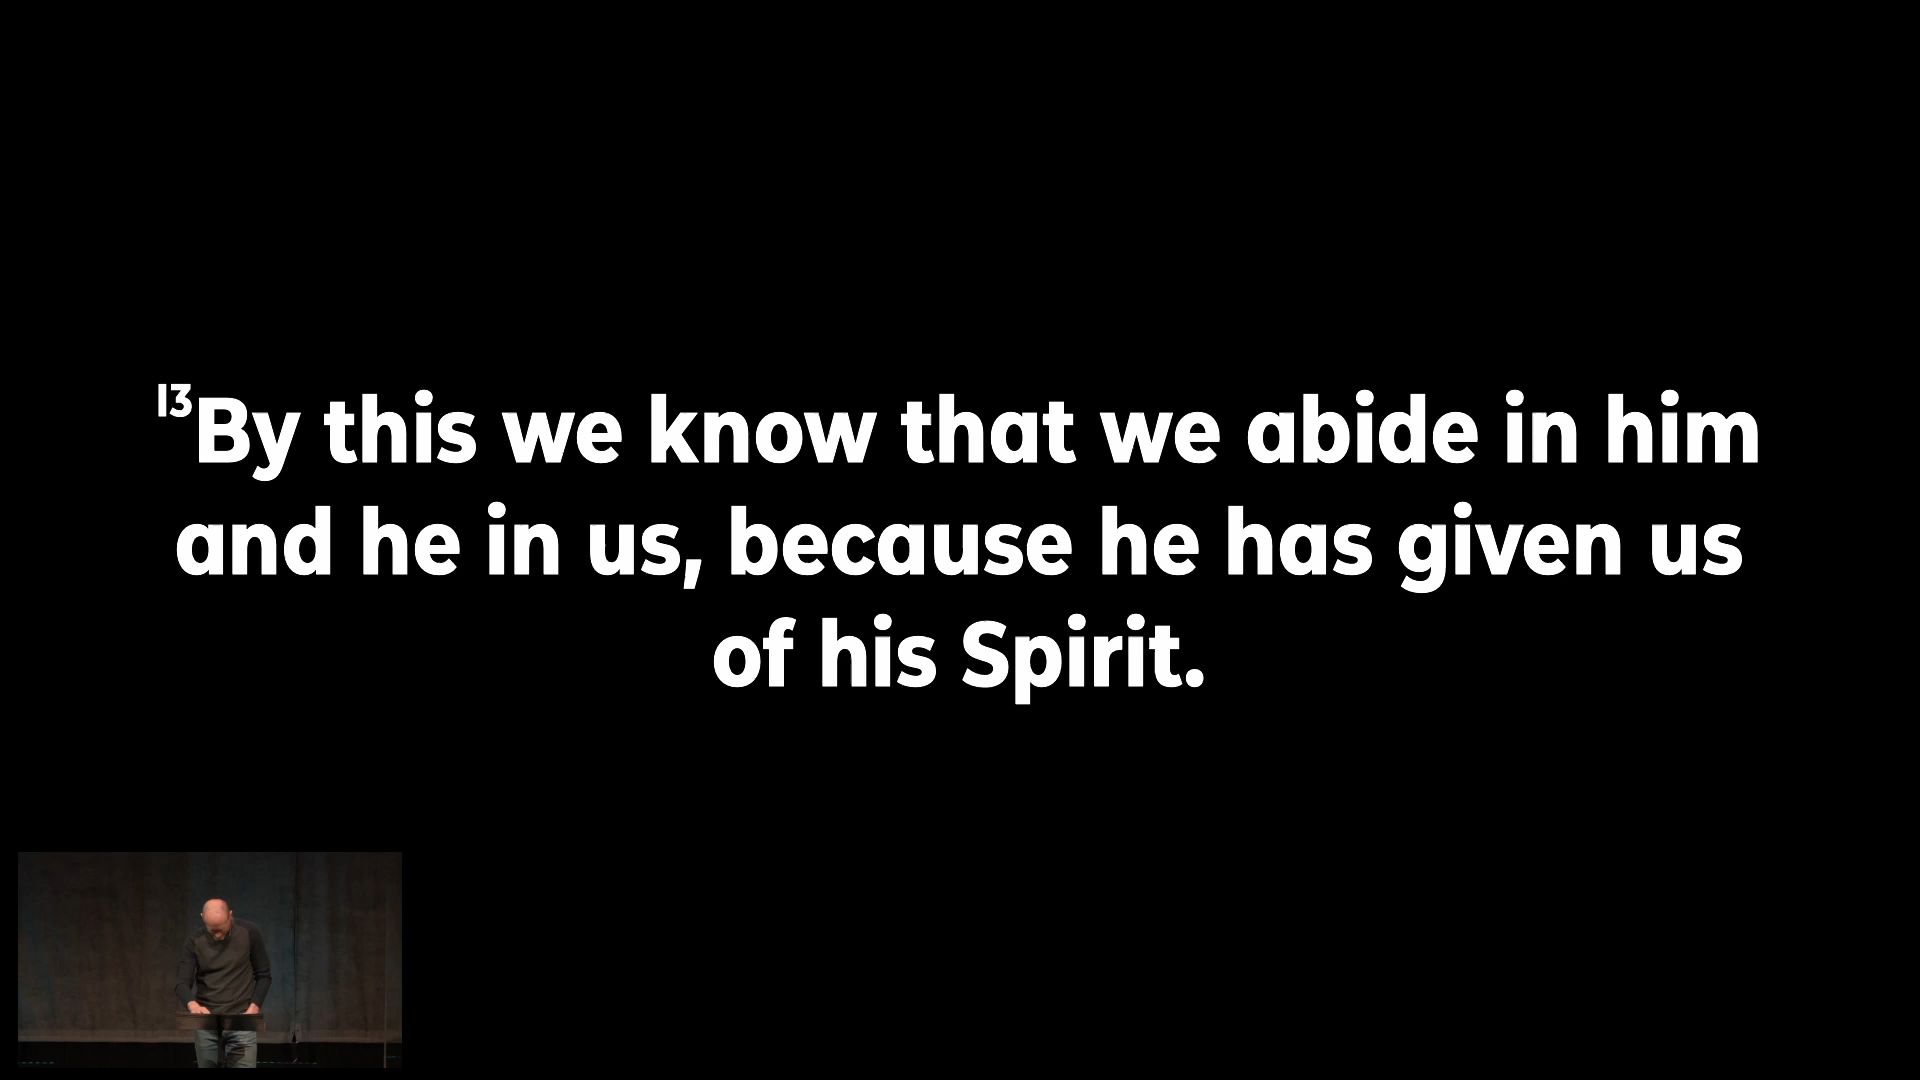 ¹³By this we know that we abide in him
and he in us, because he has given us
of his Spirit.